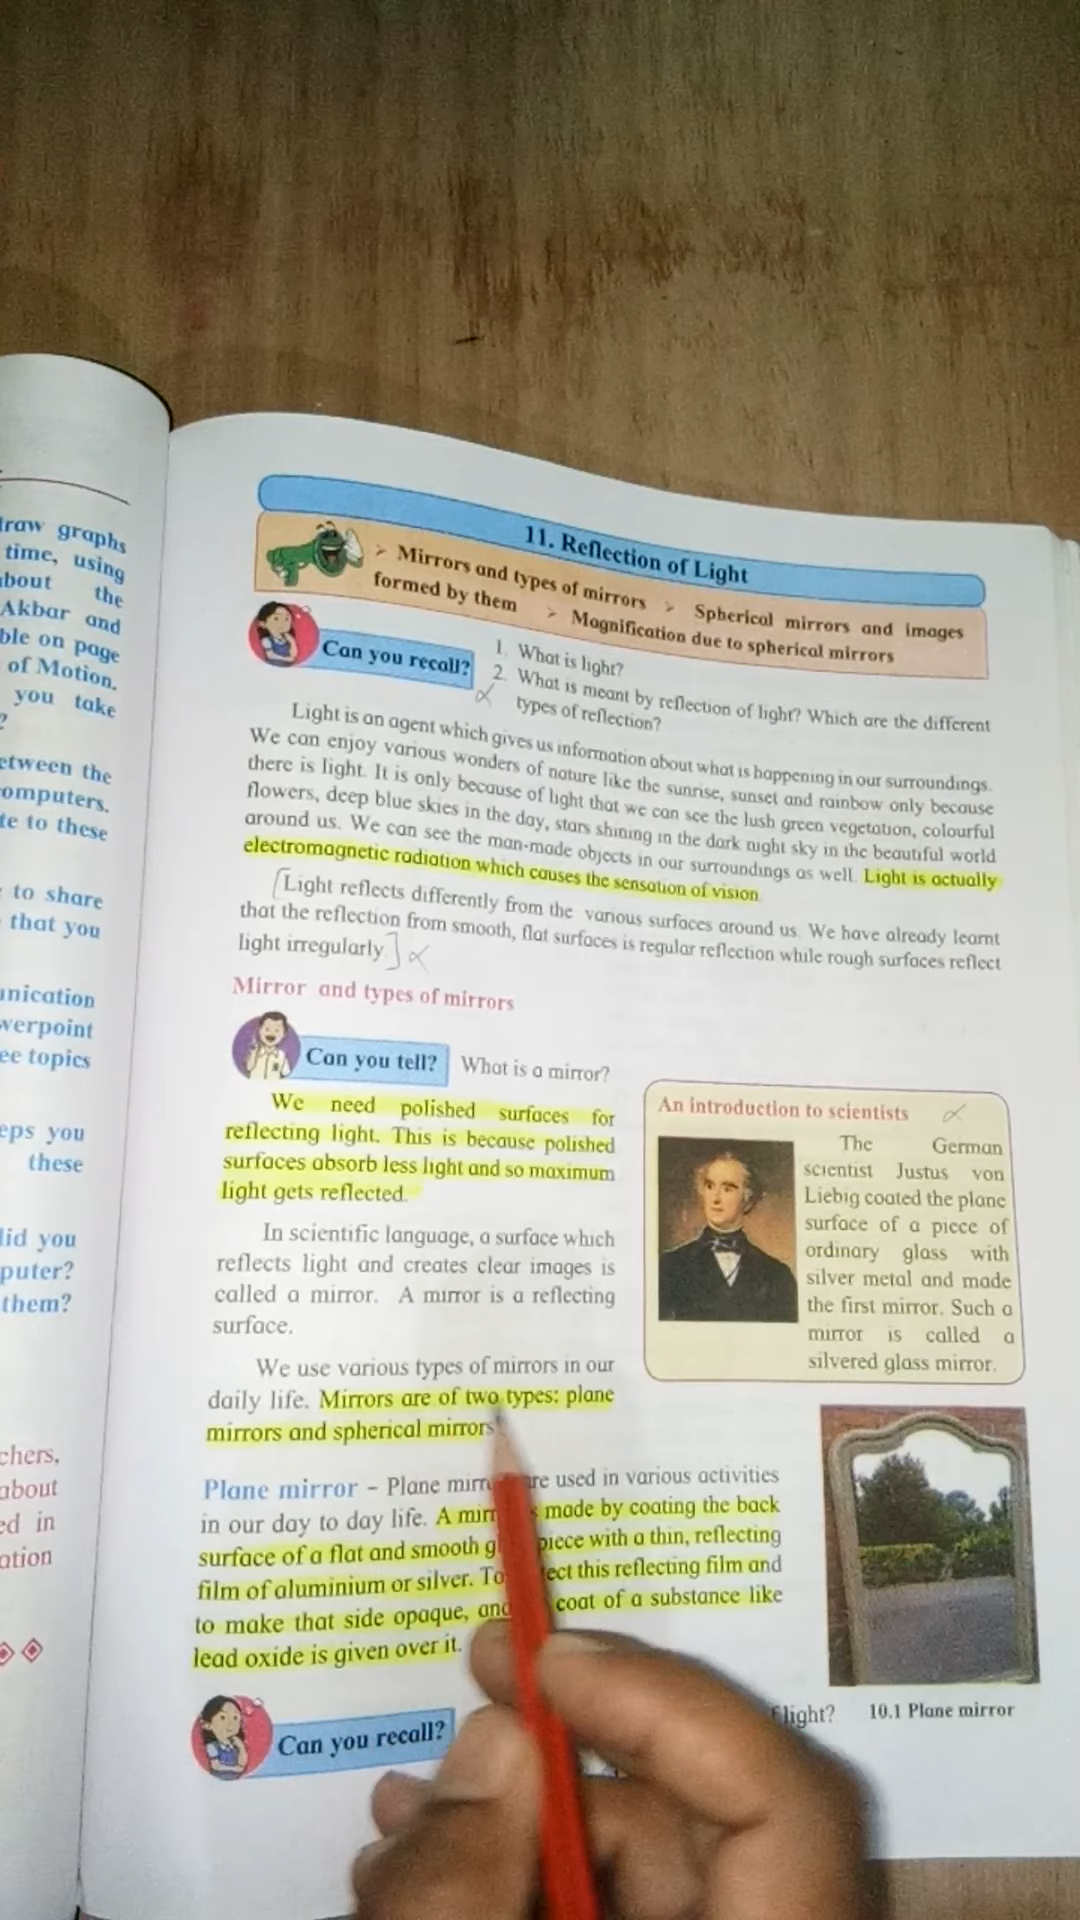 raw graphs
time, using
about the
Akbar and
ble on page
of Motion.
you take
?
etween the
omputers.
te to these
to share
that you
nication
werpoint
ee topics
eps you
these
lid you
puter?
them?
chers,
about
ed in
ation
11. Reflection of Light
➢ Mirrors and types of mirrors ➢ Spherical mirrors and images
formed by them ➢ Magnification due to spherical mirrors
Can you recall?
1. What is light?
2. What is meant by reflection of light? Which are the different
types of reflection?
Light is an agent which gives us information about what is happening in our surroundings.
We can enjoy various wonders of nature like the sunrise, sunset and rainbow only because
there is light. It is only because of light that we can see the lush green vegetation, colourful
flowers, deep blue skies in the day, stars shining in the dark night sky in the beautiful world
around us. We can see the man-made objects in our surroundings as well. Light is actually
electromagnetic radiation which causes the sensation of vision.
Light reflects differently from the various surfaces around us. We have already learnt
that the reflection from smooth, flat surfaces is regular reflection while rough surfaces reflect
light irregularly.
Mirror and types of mirrors
Can you tell? What is a mirror?
We need polished surfaces for
reflecting light. This is because polished
surfaces absorb less light and so maximum
light gets reflected.
In scientific language, a surface which
reflects light and creates clear images is
called a mirror. A mirror is a reflecting
surface.
We use various types of mirrors in our
daily life. Mirrors are of two types: plane
mirrors and spherical mirrors
An introduction to scientists
The German
scientist Justus von
Liebig coated the plane
surface of a piece of
ordinary glass with
silver metal and made
the first mirror. Such a
mirror is called a
silvered glass mirror.
Plane mirror – Plane mirr re used in various activities
in our day to day life. A mirr s made by coating the back
surface of a flat and smooth g piece with a thin, reflecting
film of aluminium or silver. To ect this reflecting film and
to make that side opaque, an coat of a substance like
lead oxide is given over it.
10.1 Plane mirror
Can you recall?
light?